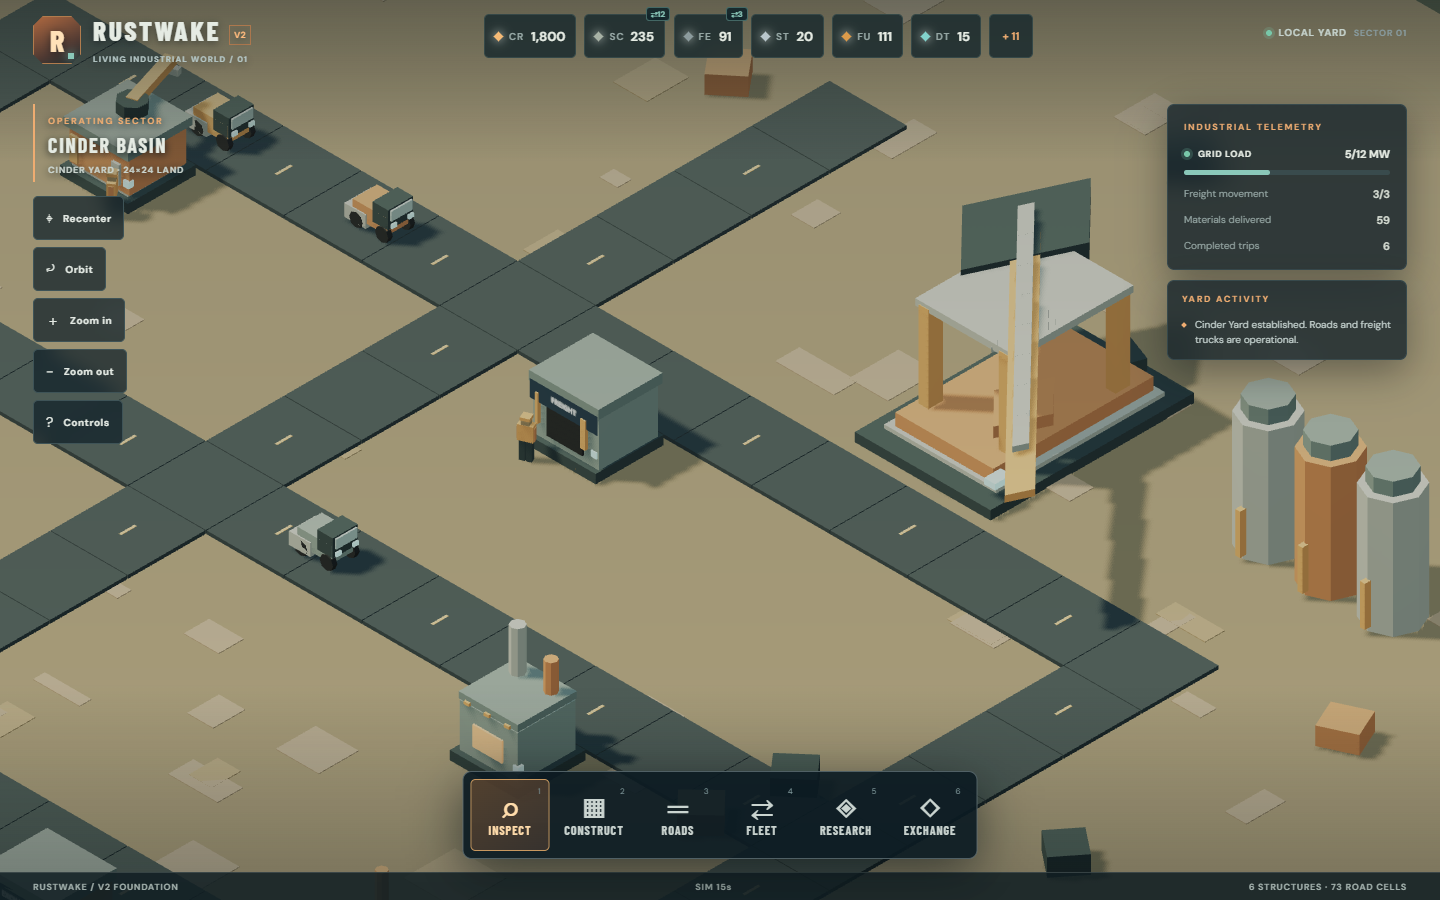 R RUSTWAKE V2
LIVING INDUSTRIAL WORLD / 01
CR 1,800
SC 235
⇄12
FE 91
⇄3
ST 20
FU 111
DT 15
+11
LOCAL YARD SECTOR 01
OPERATING SECTOR
CINDER BASIN
CINDER YARD · 24×24 LAND
Recenter
Orbit
+ Zoom in
− Zoom out
? Controls
INDUSTRIAL TELEMETRY
GRID LOAD 5/12 MW
Freight movement 3/3
Materials delivered 59
Completed trips 6
YARD ACTIVITY
Cinder Yard established. Roads and freight
trucks are operational.
FREIGHT
1 INSPECT
2 CONSTRUCT
3 ROADS
4 FLEET
5 RESEARCH
6 EXCHANGE
RUSTWAKE / V2 FOUNDATION
SIM 15s
6 STRUCTURES · 73 ROAD CELLS